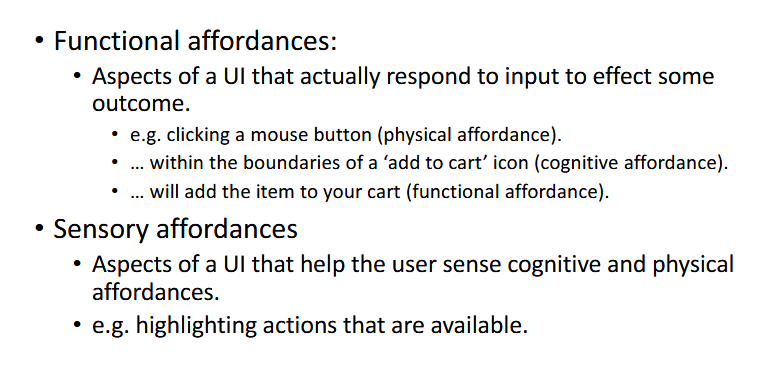 • Functional affordances:
• Aspects of a UI that actually respond to input to effect some
outcome.
• e.g. clicking a mouse button (physical affordance).
• … within the boundaries of a ‘add to cart’ icon (cognitive affordance).
• … will add the item to your cart (functional affordance).
• Sensory affordances
• Aspects of a UI that help the user sense cognitive and physical
affordances.
• e.g. highlighting actions that are available.